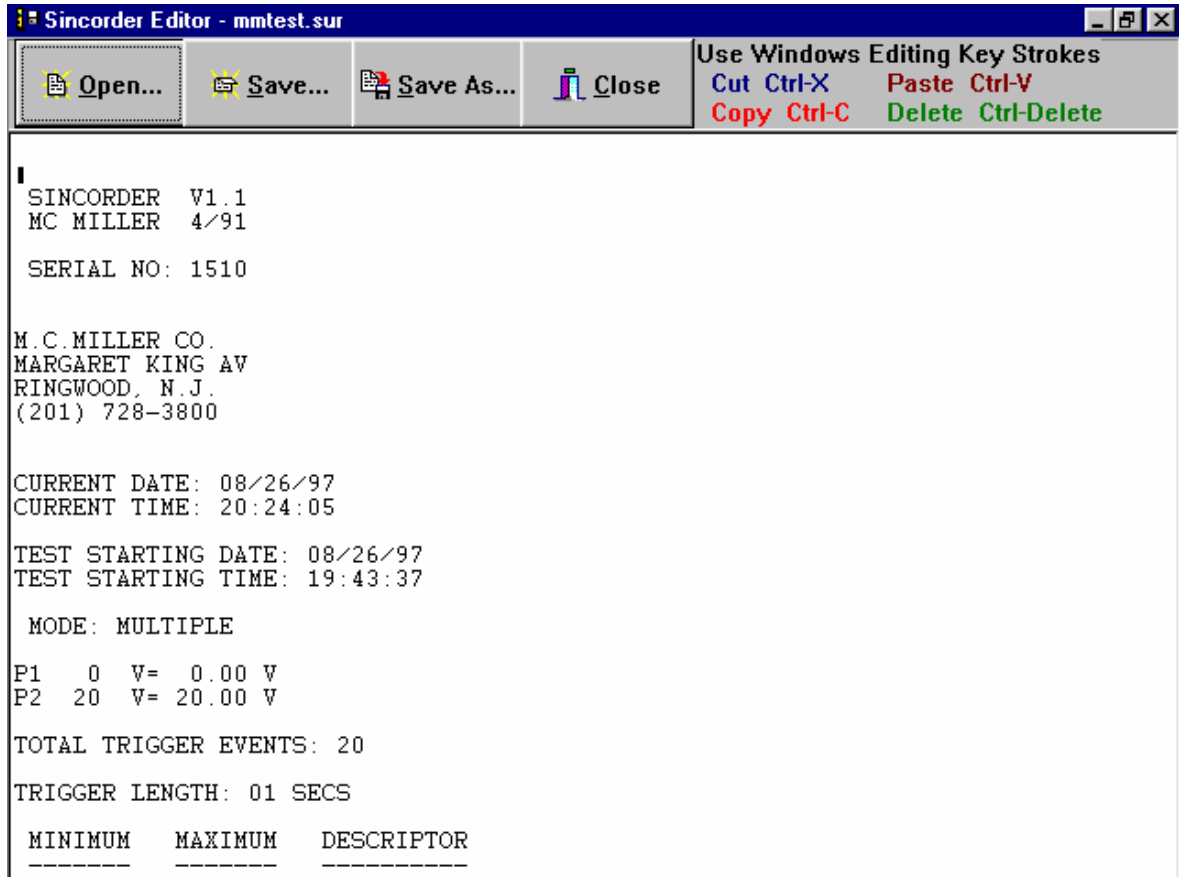 Sincorder Editor - mmtest.sur
Open... Save... Save As... Close
Use Windows Editing Key Strokes
Cut Ctrl-X Paste Ctrl-V
Copy Ctrl-C Delete Ctrl-Delete
SINCORDER V1.1
MC MILLER 4/91
SERIAL NO: 1510
M.C.MILLER CO.
MARGARET KING AV
RINGWOOD, N.J.
(201) 728-3800
CURRENT DATE: 08/26/97
CURRENT TIME: 20:24:05
TEST STARTING DATE: 08/26/97
TEST STARTING TIME: 19:43:37
MODE: MULTIPLE
P1 0 V= 0.00 V
P2 20 V= 20.00 V
TOTAL TRIGGER EVENTS: 20
TRIGGER LENGTH: 01 SECS
MINIMUM MAXIMUM DESCRIPTOR
------- ------- ----------